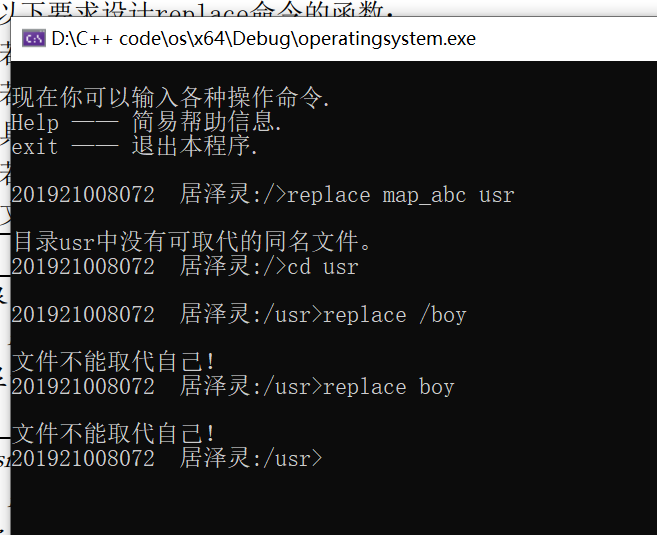 以下要求设计replace命令的函数:
D:\C++ code\os\x64\Debug\operatingsystem.exe
现在你可以输入各种操作命令.
Help —— 简易帮助信息.
exit —— 退出本程序.
201921008072  居泽灵:/>replace map_abc usr
目录usr中没有可取代的同名文件。
201921008072  居泽灵:/>cd usr
201921008072  居泽灵:/usr>replace /boy
文件不能取代自己!
201921008072  居泽灵:/usr>replace boy
文件不能取代自己!
201921008072  居泽灵:/usr>